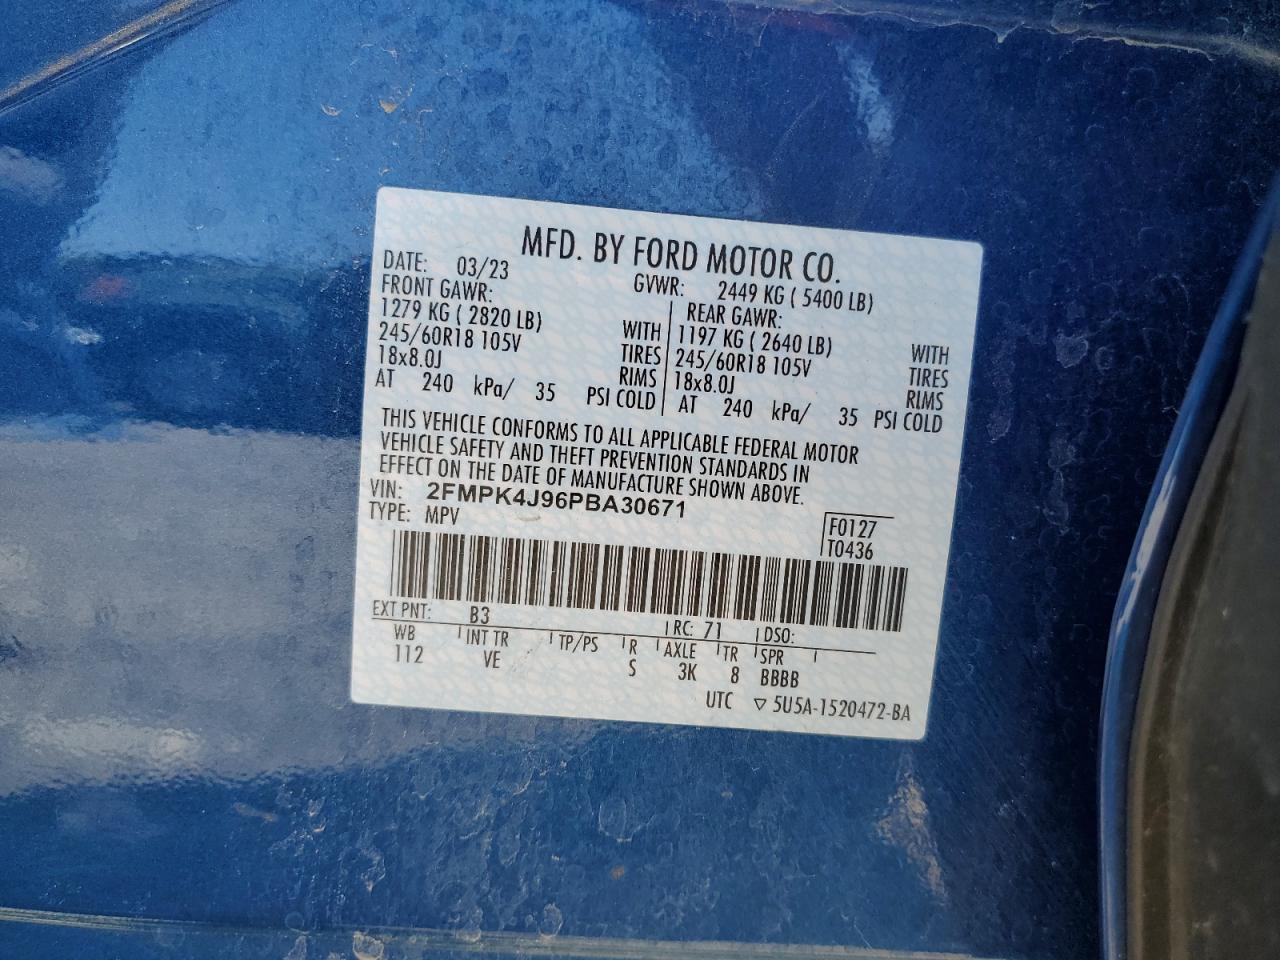 MFD. BY FORD MOTOR CO.
DATE: 03/23 GVWR: 2449 KG ( 5400 LB)
FRONT GAWR: REAR GAWR:
1279 KG ( 2820 LB) WITH 1197 KG ( 2640 LB) WITH
245/60R18 105V TIRES 245/60R18 105V TIRES
18x8.0J RIMS 18x8.0J RIMS
AT 240 kPa/ 35 PSI COLD AT 240 kPa/ 35 PSI COLD
THIS VEHICLE CONFORMS TO ALL APPLICABLE FEDERAL MOTOR
VEHICLE SAFETY AND THEFT PREVENTION STANDARDS IN
EFFECT ON THE DATE OF MANUFACTURE SHOWN ABOVE.
VIN: 2FMPK4J96PBA30671
TYPE: MPV
F0127
T0436
EXT PNT: B3 RC: 71 DSO:
WB INT TR TP/PS R AXLE TR SPR
112 VE S 3K 8 BBBB
UTC ▽ 5U5A-1520472-BA